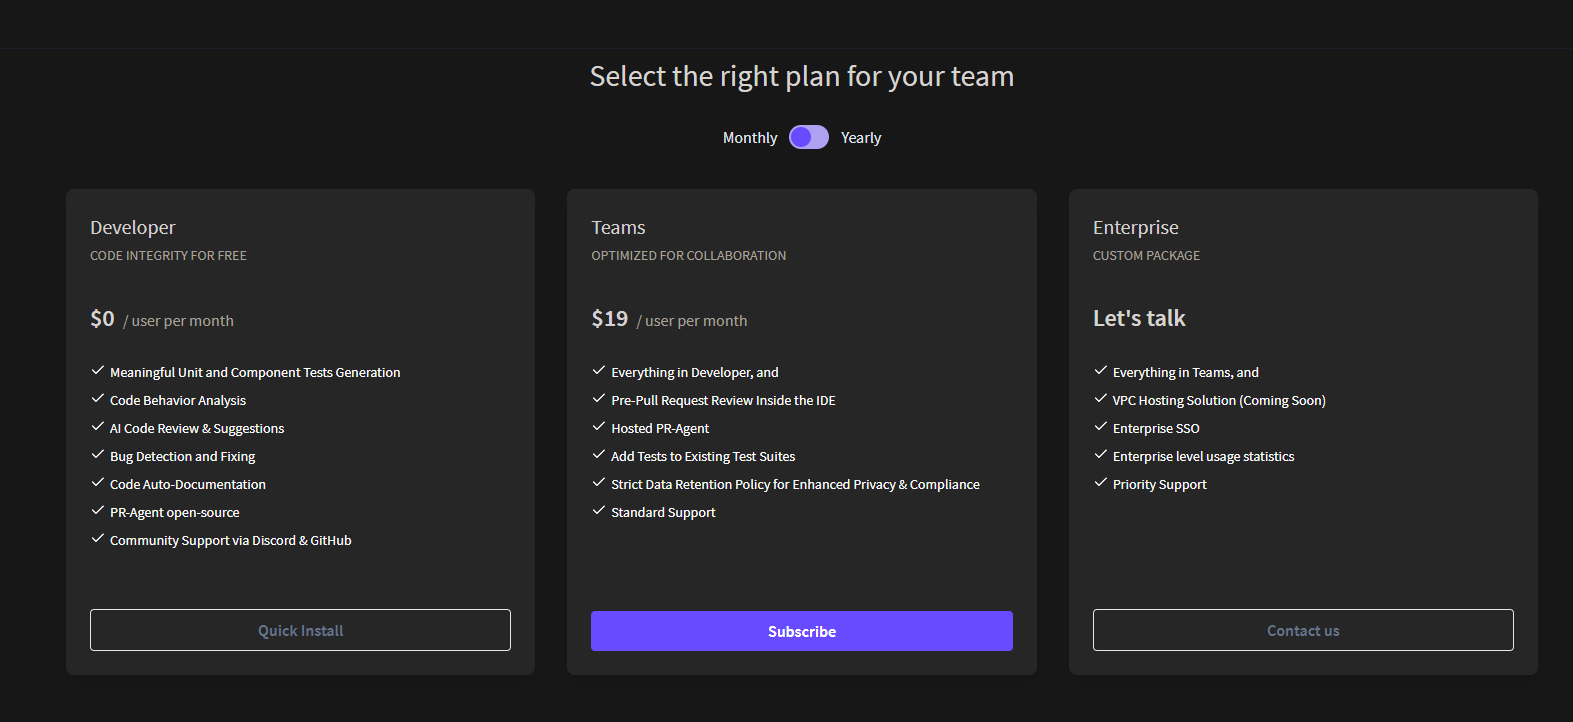 Select the right plan for your team
Monthly Yearly
Developer
CODE INTEGRITY FOR FREE
$0 / user per month
Meaningful Unit and Component Tests Generation
Code Behavior Analysis
AI Code Review & Suggestions
Bug Detection and Fixing
Code Auto-Documentation
PR-Agent open-source
Community Support via Discord & GitHub
Quick Install
Teams
OPTIMIZED FOR COLLABORATION
$19 / user per month
Everything in Developer, and
Pre-Pull Request Review Inside the IDE
Hosted PR-Agent
Add Tests to Existing Test Suites
Strict Data Retention Policy for Enhanced Privacy & Compliance
Standard Support
Subscribe
Enterprise
CUSTOM PACKAGE
Let's talk
Everything in Teams, and
VPC Hosting Solution (Coming Soon)
Enterprise SSO
Enterprise level usage statistics
Priority Support
Contact us